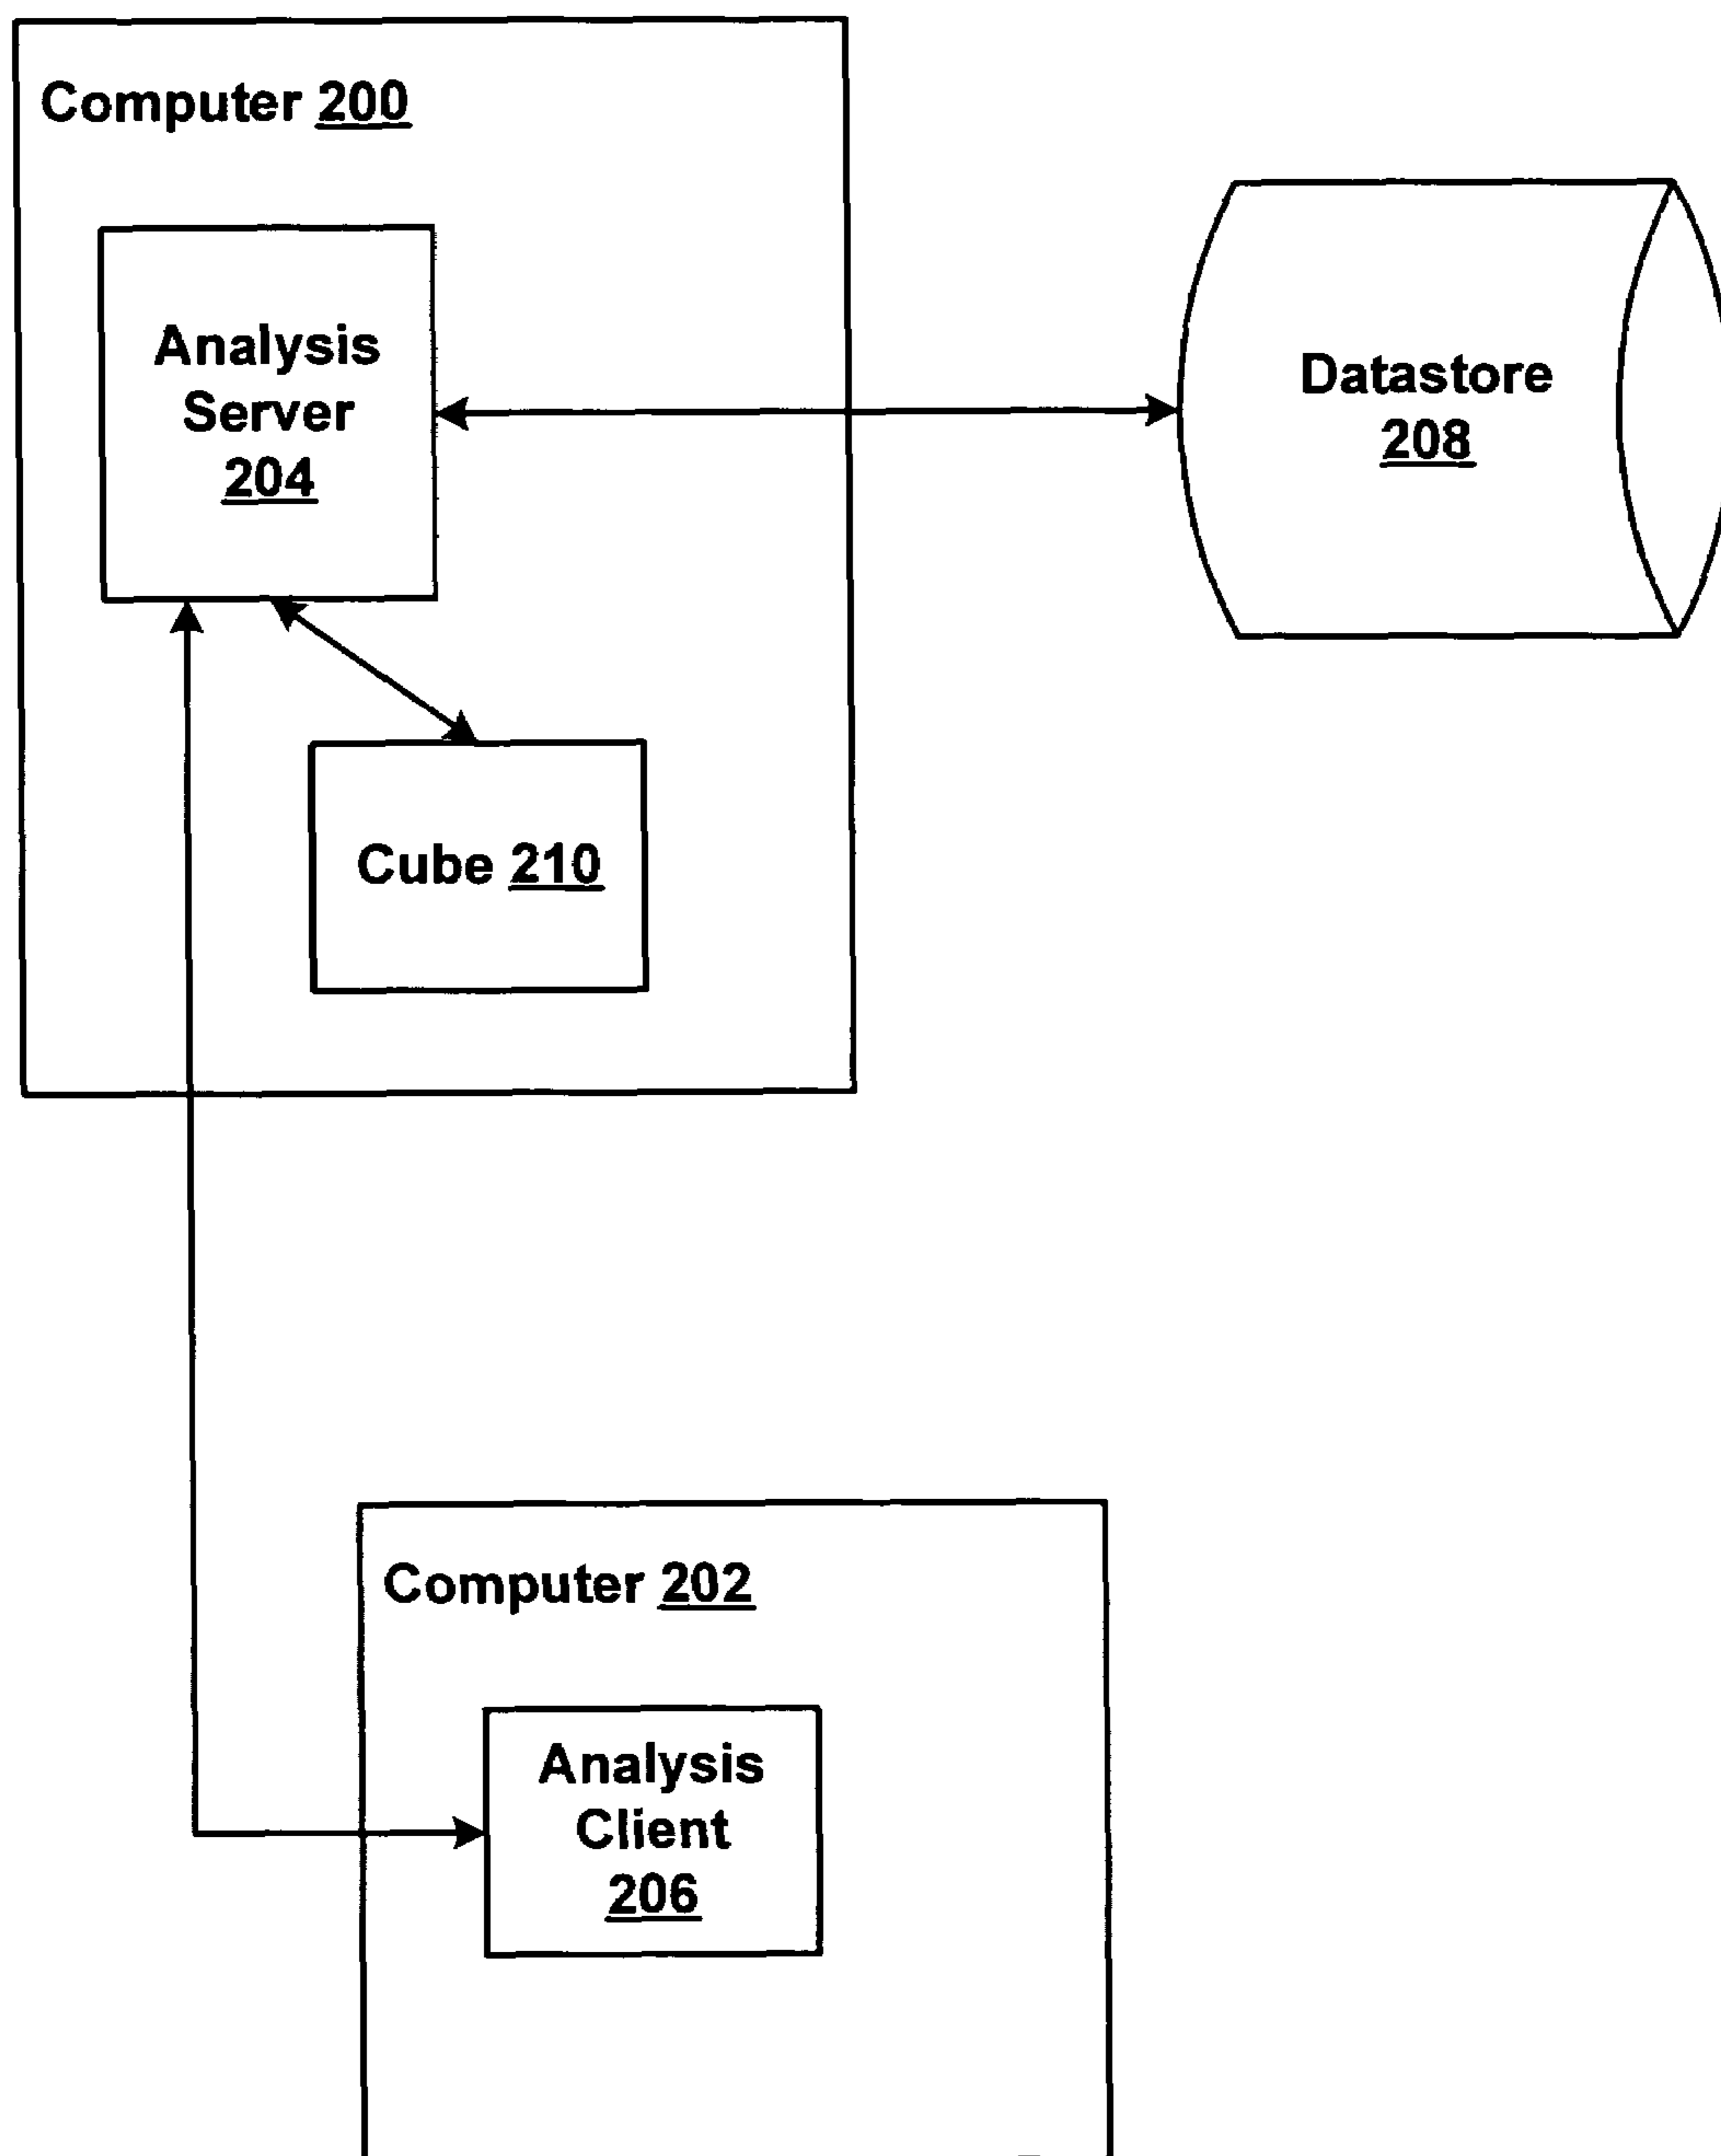 Computer 200
Analysis
Server
204
Datastore
208
Cube 210
Computer 202
Analysis
Client
206